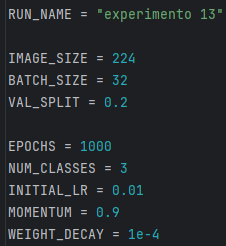 RUN_NAME = "experimento 13"
IMAGE_SIZE = 224
BATCH_SIZE = 32
VAL_SPLIT = 0.2
EPOCHS = 1000
NUM_CLASSES = 3
INITIAL_LR = 0.01
MOMENTUM = 0.9
WEIGHT_DECAY = 1e-4